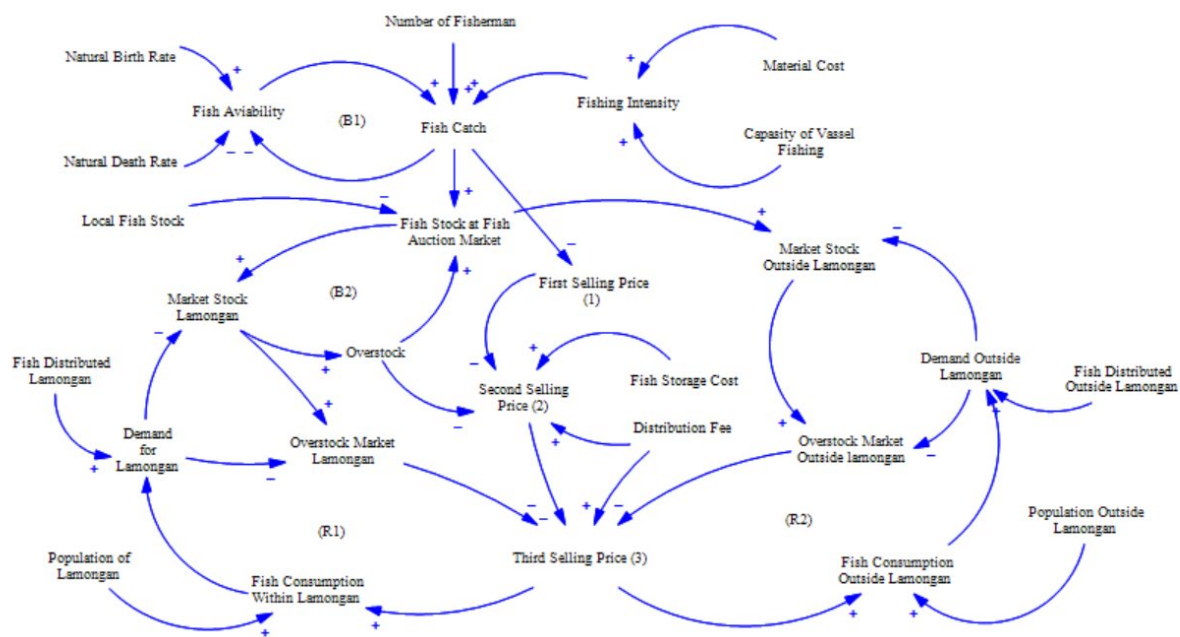 Number of Fisherman
Natural Birth Rate
Material Cost
Fish Aviability
(B1)
Fishing Intensity
Fish Catch
Capasity of Vassel
Fishing
Natural Death Rate
Local Fish Stock
Fish Stock at Fish
Auction Market
Market Stock
Outside Lamongan
First Selling Price
(1)
(B2)
Market Stock
Lamongan
Overstock
Fish Distributed
Lamongan
Second Selling
Price (2)
Fish Storage Cost
Demand Outside
Lamongan
Fish Distributed
Outside Lamongan
Demand
for
Lamongan
Overstock Market
Lamongan
Distribution Fee
Overstock Market
Outside lamongan
(R1)
(R2)
Population Outside
Lamongan
Population of
Lamongan
Third Selling Price (3)
Fish Consumption
Within Lamongan
Fish Consumption
Outside Lamongan